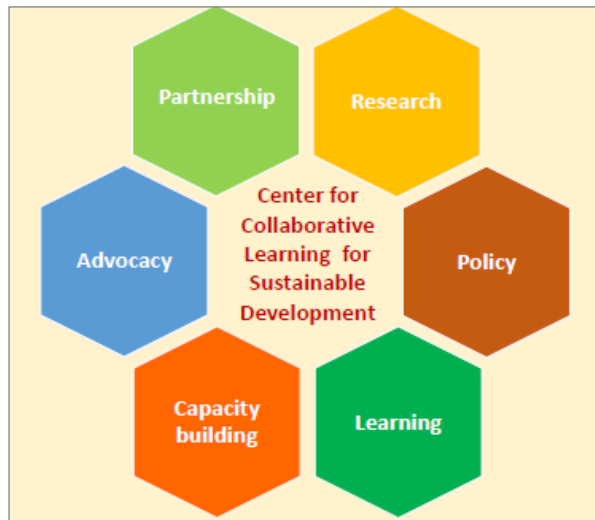 Partnership
Research
Center for
Collaborative
Learning for
Sustainable
Development
Advocacy
Policy
Capacity
building
Learning